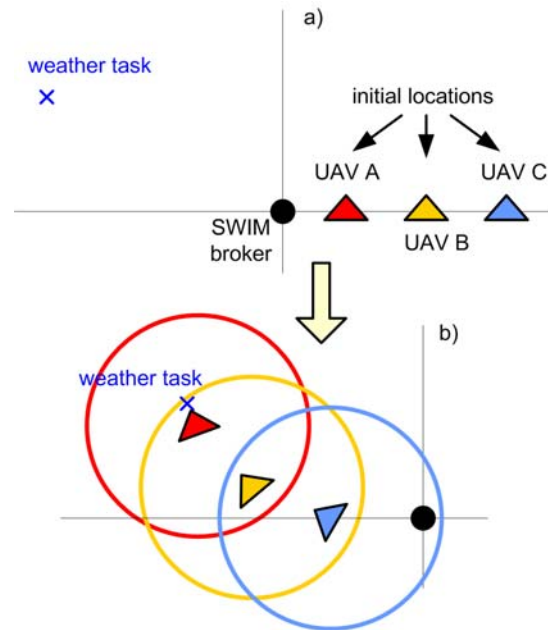 a)
weather task
initial locations
UAV A
UAV C
SWIM
broker
UAV B
b)
weather task